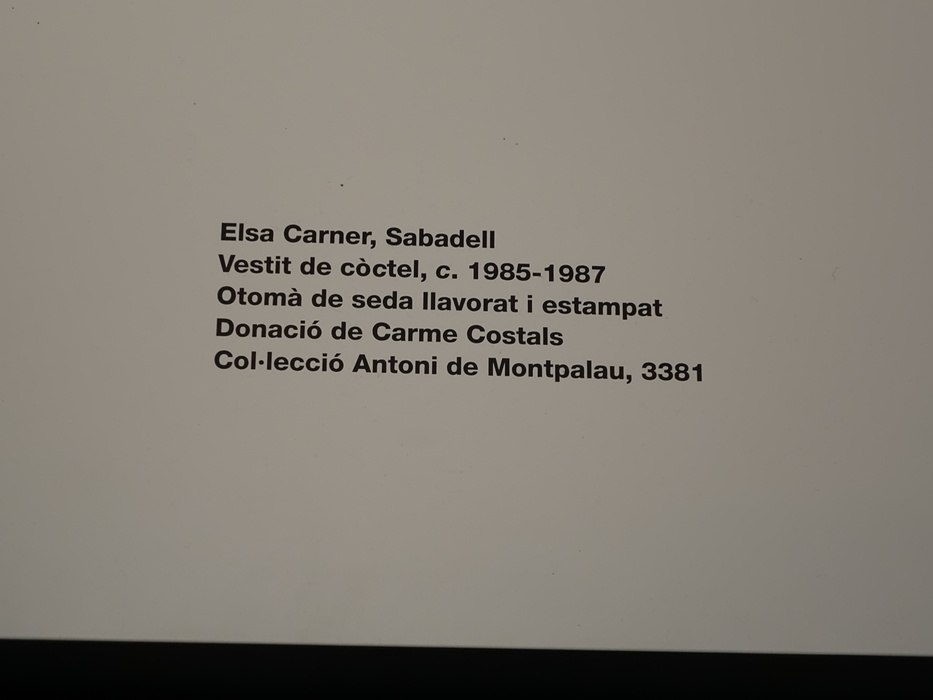 Elsa Carner, Sabadell
Vestit de còctel, c. 1985-1987
Otomà de seda llavorat i estampat
Donació de Carme Costals
Col·lecció Antoni de Montpalau, 3381